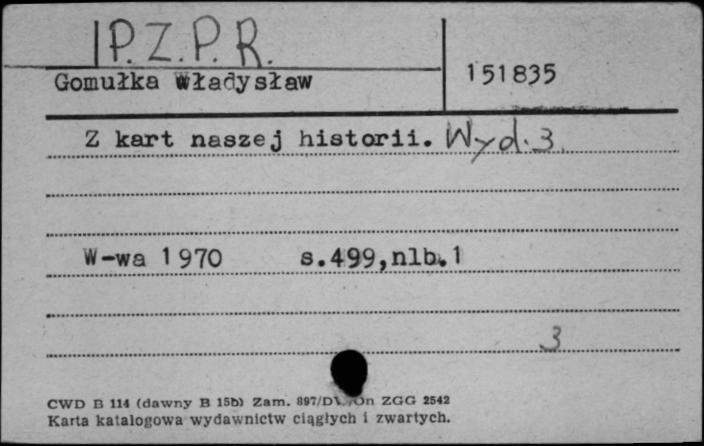 P.Z.P.R.
Gomułka Władysław
151835
Z kart naszej historii. Wyd. 3.
W-wa 1970 s.499,nlb.1
3
CWD B 114 (dawny B 15b) Zam. 897/ ZGG 2542
Karta katalogowa wydawnictw ciągłych i zwartych.